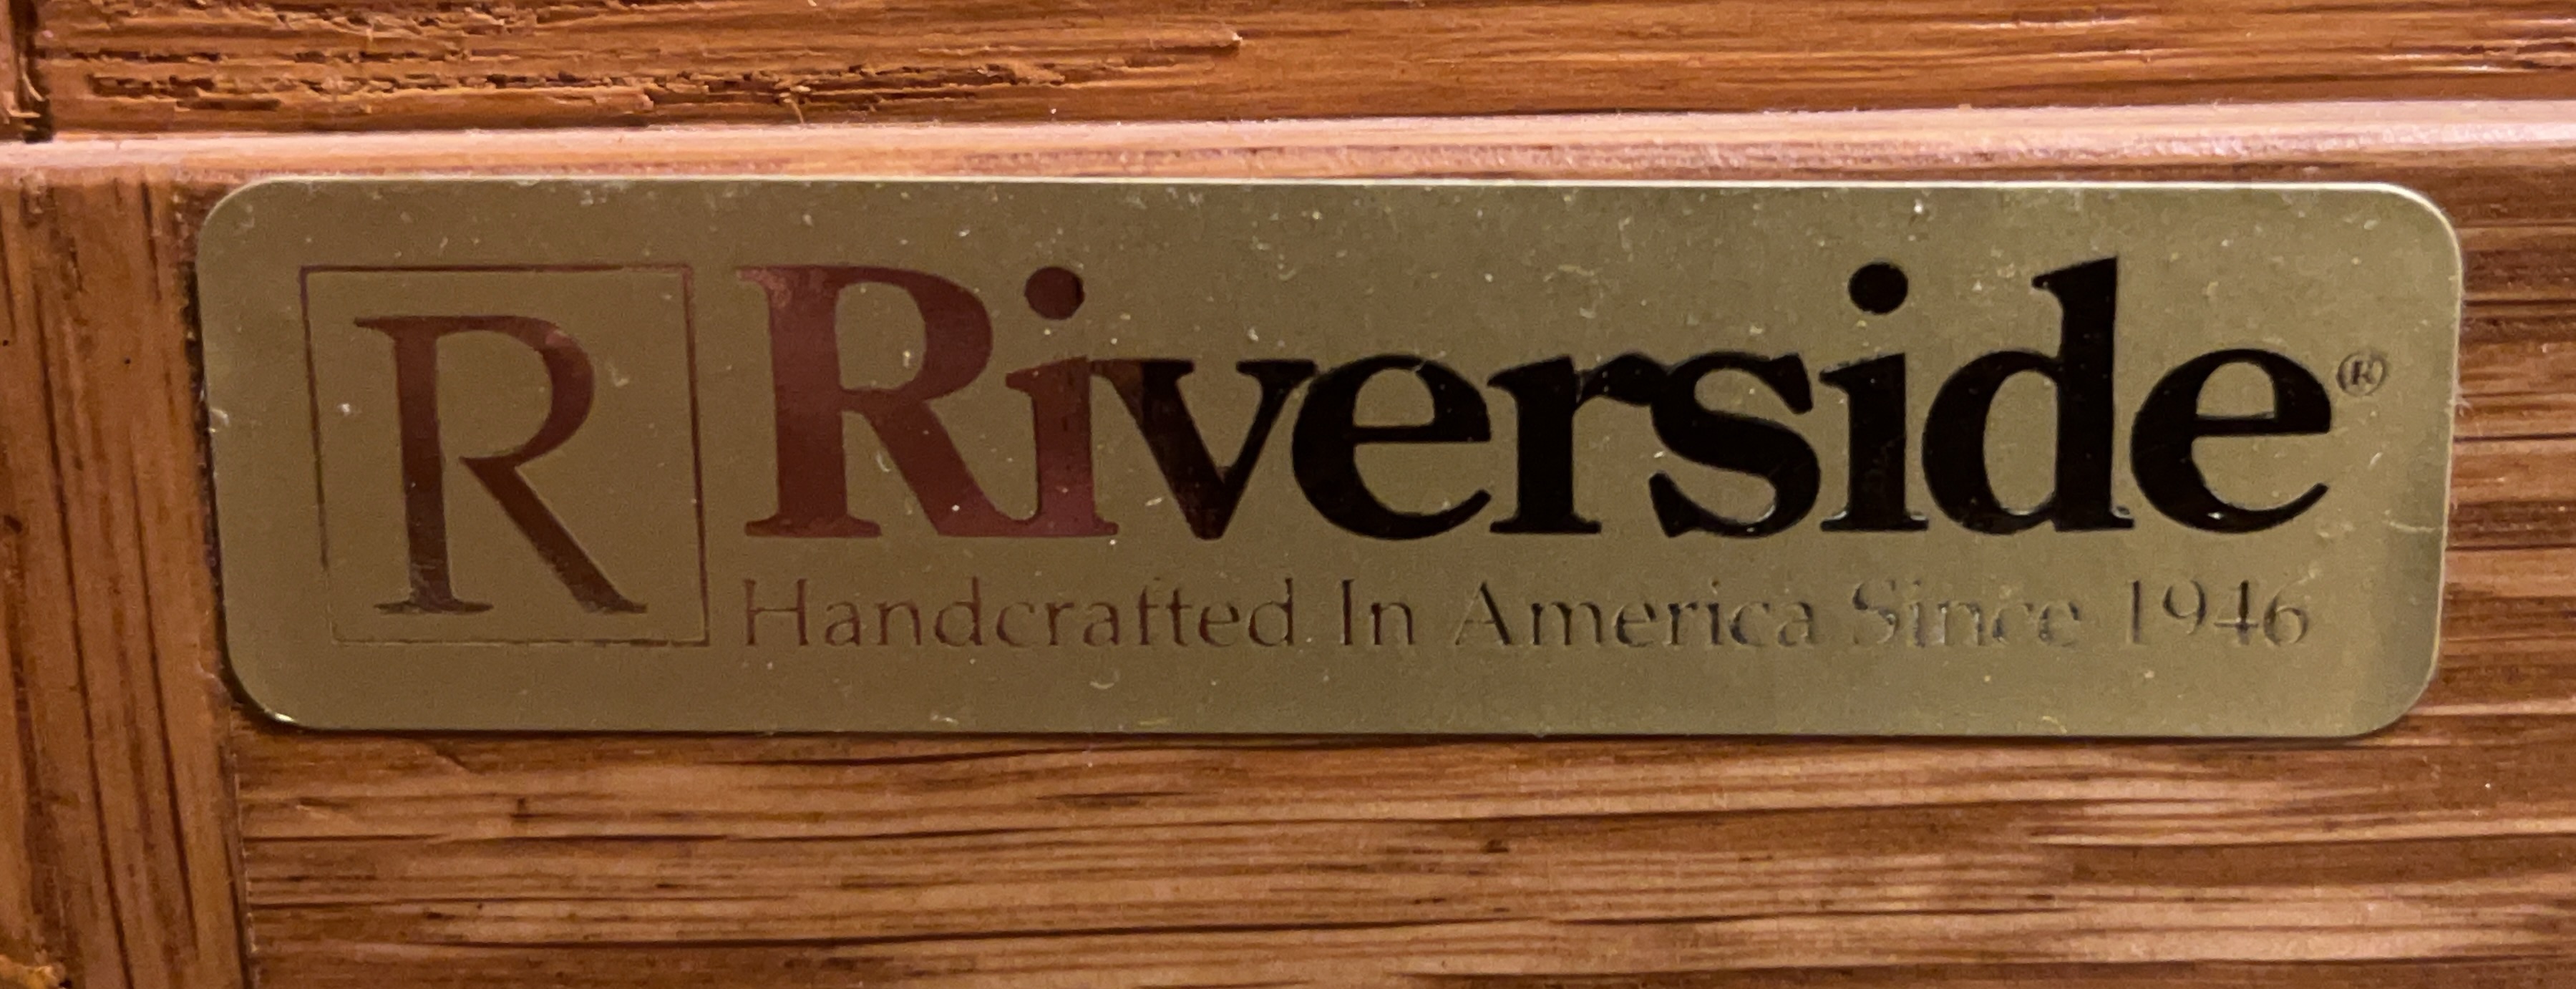 R
Riverside®
Handcrafted In America Since 1946